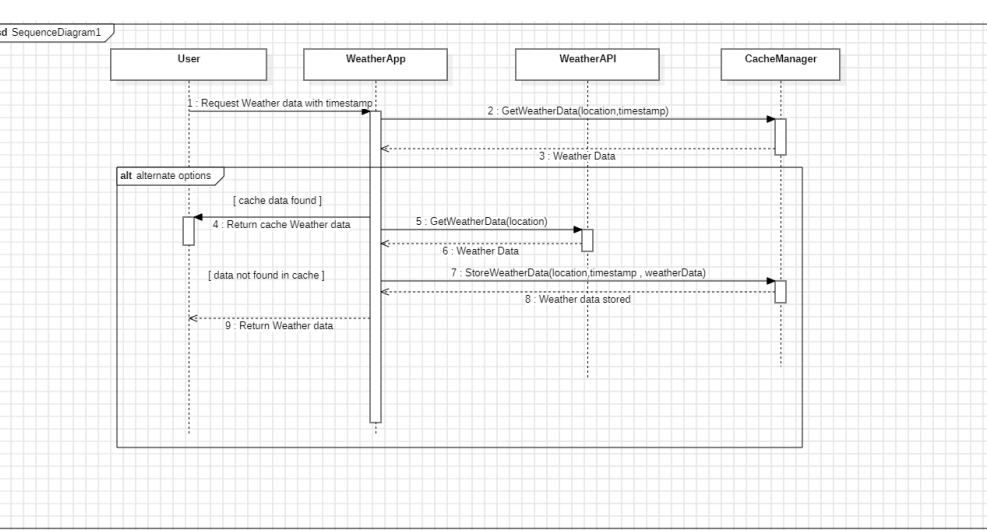 sd SequenceDiagram1
User
WeatherApp
WeatherAPI
CacheManager
1 : Request Weather data with timestamp
2 : GetWeatherData(location,timestamp)
3 : Weather Data
alt alternate options
[ cache data found ]
4 : Return cache Weather data
5 : GetWeatherData(location)
6 : Weather Data
[ data not found in cache ]
7 : StoreWeatherData(location,timestamp , weatherData)
8 : Weather data stored
9 : Return Weather data